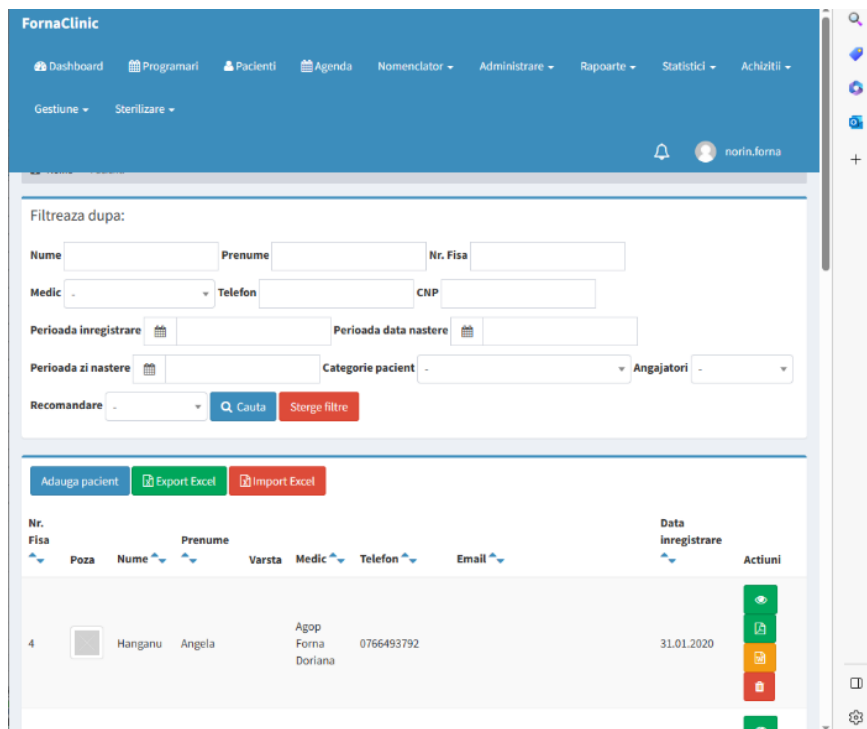 FornaClinic
Dashboard Programari Pacienti Agenda Nomenclator Administrare Rapoarte Statistici Achizitii
Gestiune Sterilizare
norin.forna
Filtreaza dupa:
Nume Prenume Nr. Fisa
Medic - Telefon CNP
Perioada inregistrare Perioada data nastere
Perioada zi nastere Categorie pacient - Angajatori -
Recomandare - Cauta Sterge filtre
Adauga pacient Export Excel Import Excel
Nr. Fisa Poza Nume Prenume Varsta Medic Telefon Email Data inregistrare Actiuni
4 Hanganu Angela Agop Forna Doriana 0766493792 31.01.2020